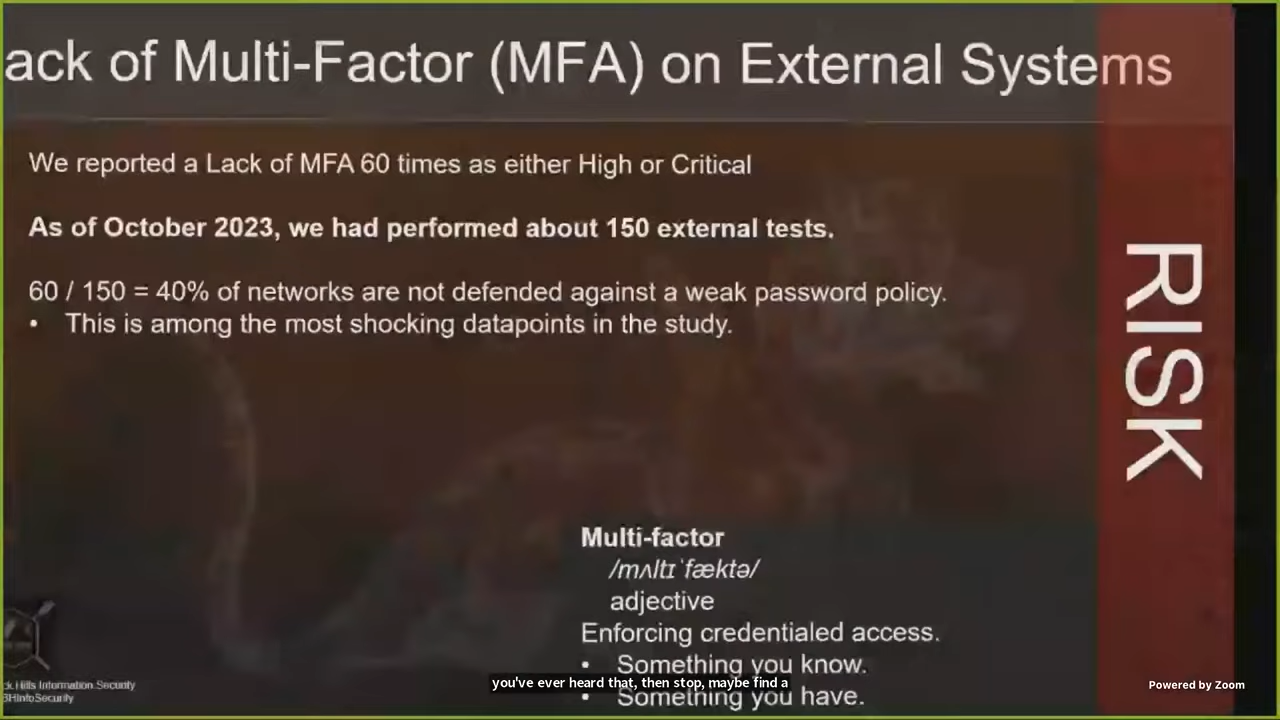 ack of Multi-Factor (MFA) on External Systems
We reported a Lack of MFA 60 times as either High or Critical
As of October 2023, we had performed about 150 external tests.
60 / 150 = 40% of networks are not defended against a weak password policy.
• This is among the most shocking datapoints in the study.
RISK
Multi-factor
/mʌltɪˈfæktə/
adjective
Enforcing credentialed access.
• Something you know.
• Something you have.
you've ever heard that, then stop, maybe find a
ck Hills Information Security
BHInfoSecurity
Powered by Zoom